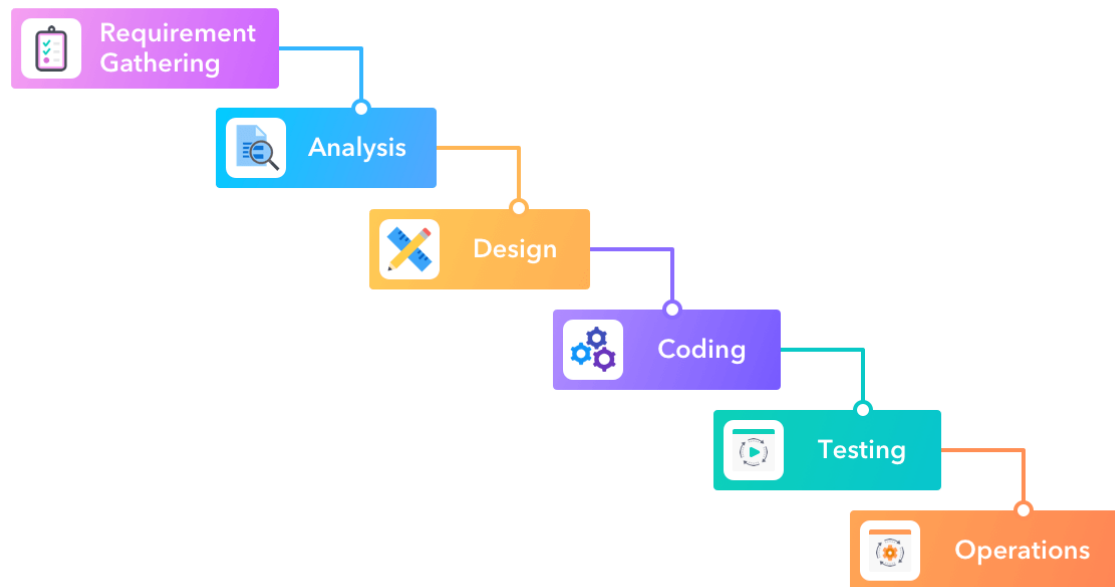 Requirement
Gathering
Analysis
Design
Coding
Testing
Operations